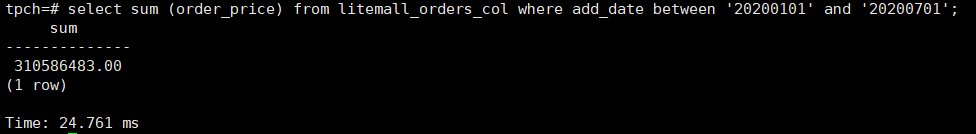 tpch=# select sum (order_price) from litemall_orders_col where add_date between '20200101' and '20200701';
sum
--------------
310586483.00
(1 row)
Time: 24.761 ms